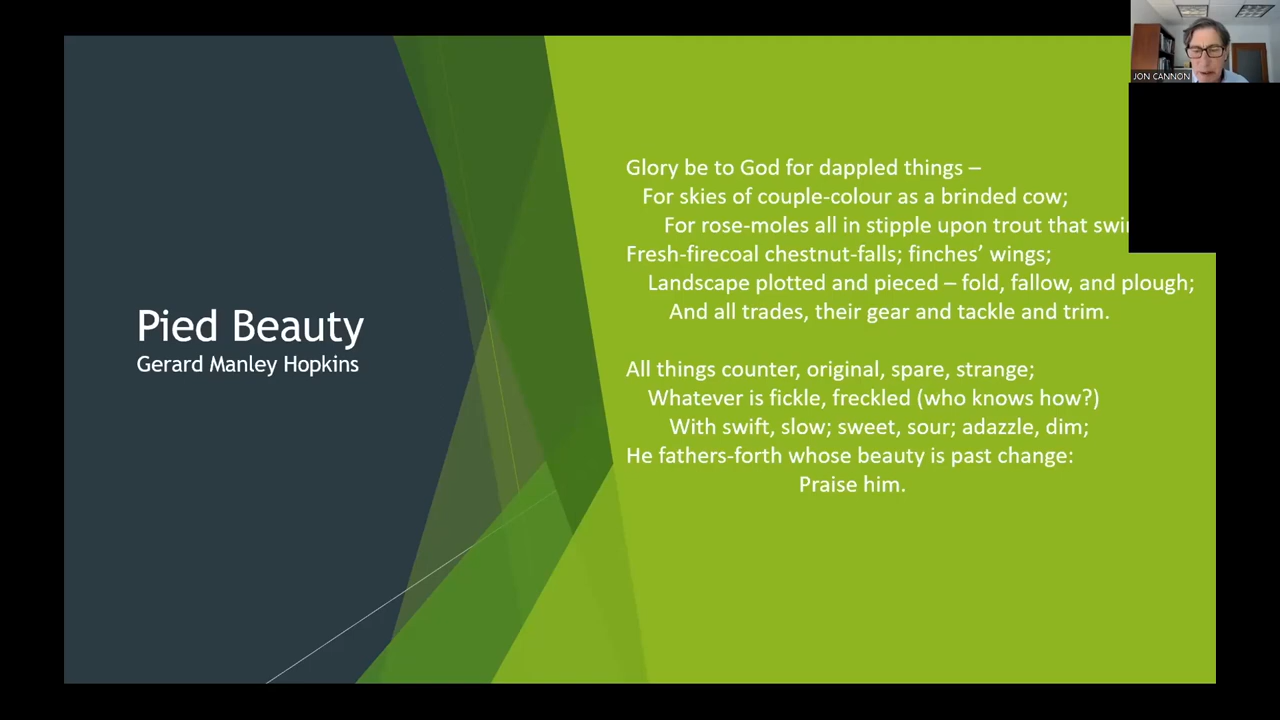 JON CANNON
Pied Beauty
Gerard Manley Hopkins
Glory be to God for dappled things –
For skies of couple-colour as a brinded cow;
For rose-moles all in stipple upon trout that
Fresh-firecoal chestnut-falls; finches’ wings;
Landscape plotted and pieced – fold, fallow, and plough;
And all trades, their gear and tackle and trim.
All things counter, original, spare, strange;
Whatever is fickle, freckled (who knows how?)
With swift, slow; sweet, sour; adazzle, dim;
He fathers-forth whose beauty is past change:
Praise him.